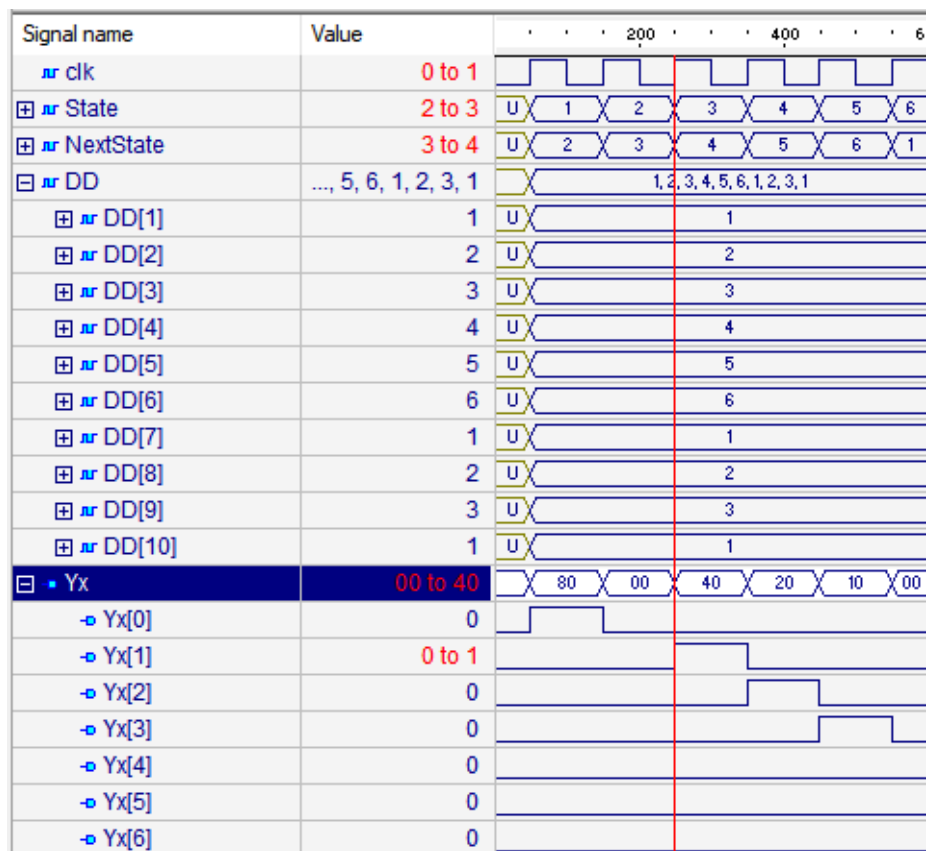 Signal name Value 200 400 6
clk 0 to 1
State 2 to 3 U 1 2 3 4 5 6
NextState 3 to 4 U 2 3 4 5 6 1
DD ..., 5, 6, 1, 2, 3, 1 1, 2, 3, 4, 5, 6, 1, 2, 3, 1
DD[1] 1 U 1
DD[2] 2 U 2
DD[3] 3 U 3
DD[4] 4 U 4
DD[5] 5 U 5
DD[6] 6 U 6
DD[7] 1 U 1
DD[8] 2 U 2
DD[9] 3 U 3
DD[10] 1 U 1
Yx 00 to 40 80 00 40 20 10 00
Yx[0] 0
Yx[1] 0 to 1
Yx[2] 0
Yx[3] 0
Yx[4] 0
Yx[5] 0
Yx[6] 0